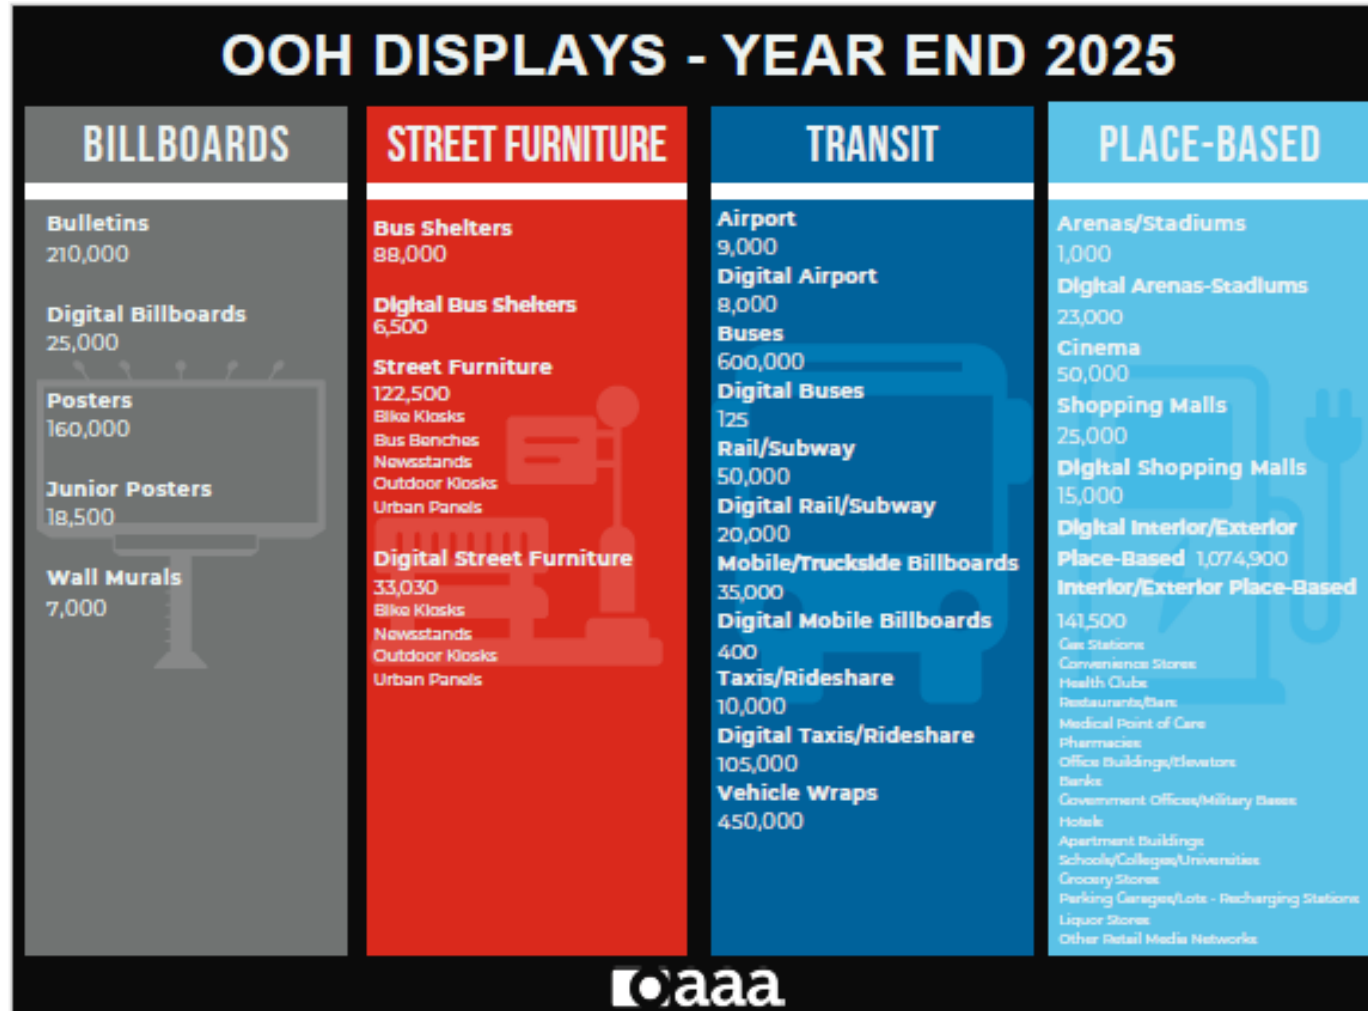 OOH DISPLAYS - YEAR END 2025
BILLBOARDS
Bulletins
210,000
Digital Billboards
25,000
Posters
160,000
Junior Posters
18,500
Wall Murals
7,000
STREET FURNITURE
Bus Shelters
88,000
Digital Bus Shelters
6,500
Street Furniture
122,500
Bike Kiosks
Bus Benches
Newsstands
Outdoor Kiosks
Urban Panels
Digital Street Furniture
33,030
Bike Kiosks
Newsstands
Outdoor Kiosks
Urban Panels
TRANSIT
Airport
9,000
Digital Airport
8,000
Buses
600,000
Digital Buses
125
Rail/Subway
50,000
Digital Rail/Subway
20,000
Mobile/Truckside Billboards
35,000
Digital Mobile Billboards
400
Taxis/Rideshare
10,000
Digital Taxis/Rideshare
105,000
Vehicle Wraps
450,000
PLACE-BASED
Arenas/Stadiums
1,000
Digital Arenas-Stadiums
23,000
Cinema
50,000
Shopping Malls
25,000
Digital Shopping Malls
15,000
Digital Interior/Exterior
Place-Based 1,074,900
Interior/Exterior Place-Based
141,500
Gas Stations
Convenience Stores
Health Clubs
Restaurants/Bars
Medical Point of Care
Pharmacies
Office Buildings/Elevators
Banks
Government Offices/Military Bases
Hotels
Apartment Buildings
Schools/Colleges/Universities
Grocery Stores
Parking Garages/Lots - Recharging Stations
Liquor Stores
Other Retail Media Networks
oaaa